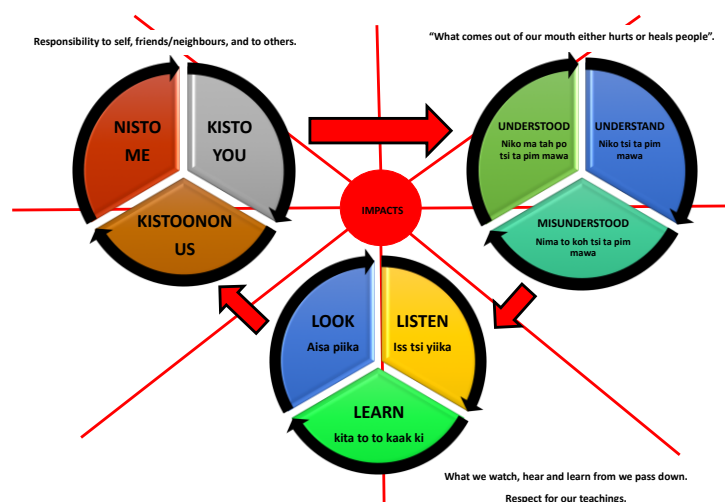 Responsibility to self, friends/neighbours, and to others.
“What comes out of our mouth either hurts or heals people”.
NISTO
ME
KISTO
YOU
KISTOONON
US
UNDERSTOOD
Niko ma tah po
tsi ta pim mawa
UNDERSTAND
Niko tsi ta pim
mawa
MISUNDERSTOOD
Nima to koh tsi ta pim
mawa
IMPACTS
LOOK
Aisa piika
LISTEN
Iss tsi yiika
LEARN
kita to to kaak ki
What we watch, hear and learn from we pass down.
Respect for our teachings.